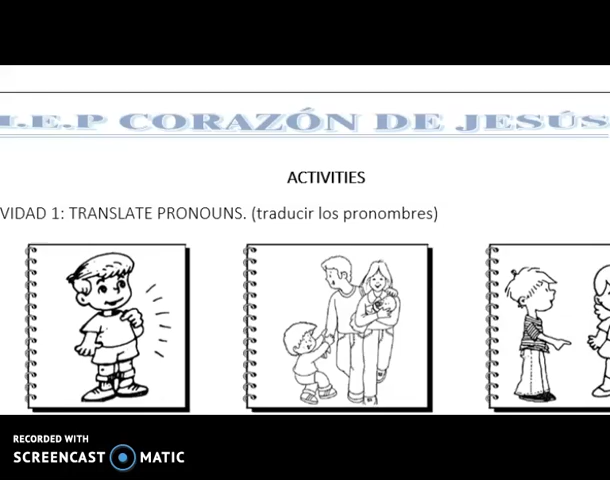 I.E.P CORAZÓN DE JESÚS
ACTIVITIES
VIDAD 1: TRANSLATE PRONOUNS. (traducir los pronombres)
RECORDED WITH
SCREENCAST MATIC